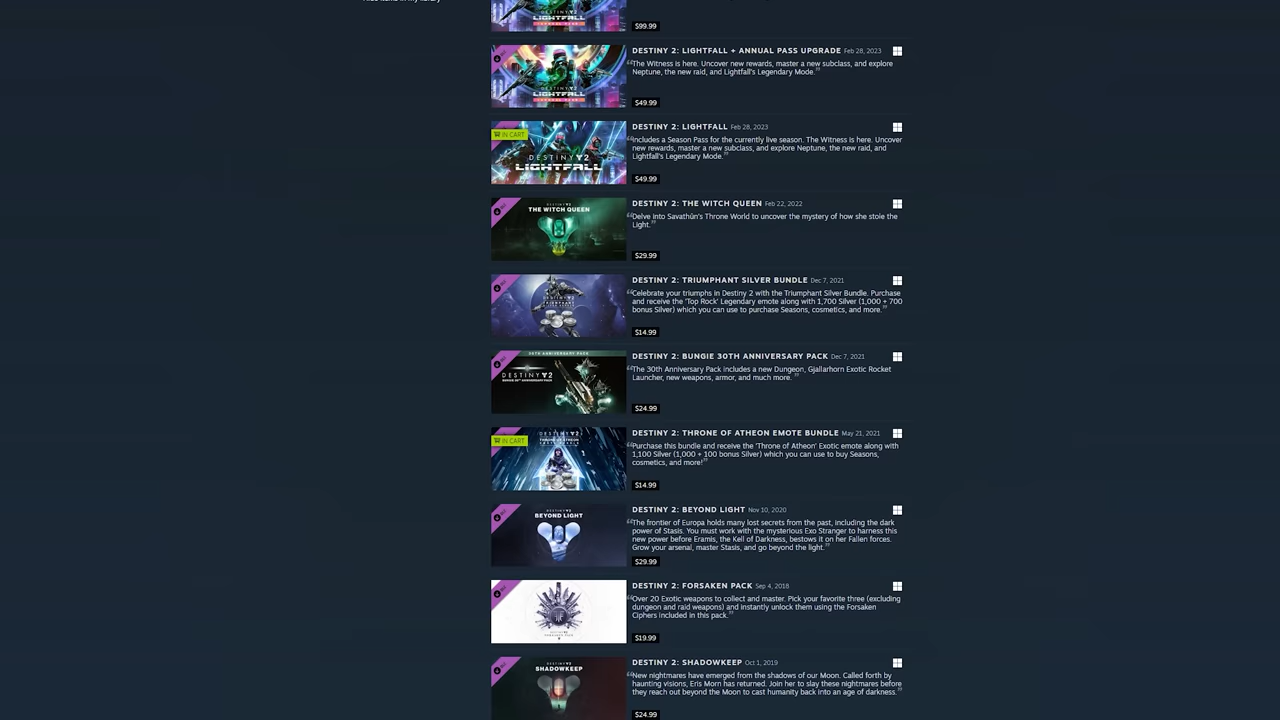 LIGHTFALL
$99.99
DESTINY 2: LIGHTFALL + ANNUAL PASS UPGRADE Feb 28, 2023
"The Witness is here. Uncover new rewards, master a new subclass, and explore
Neptune, the new raid, and Lightfall's Legendary Mode."
LIGHTFALL
$49.99
DESTINY 2: LIGHTFALL Feb 28, 2023
IN CART
"Includes a Season Pass for the currently live season. The Witness is here. Uncover
new rewards, master a new subclass, and explore Neptune, the new raid, and
Lightfall's Legendary Mode."
DESTINY 2
LIGHTFALL
$49.99
DESTINY 2: THE WITCH QUEEN Feb 22, 2022
THE WITCH QUEEN
"Delve into Savathûn's Throne World to uncover the mystery of how she stole the
Light."
$29.99
DESTINY 2: TRIUMPHANT SILVER BUNDLE Dec 7, 2021
"Celebrate your triumphs in Destiny 2 with the Triumphant Silver Bundle. Purchase
and receive the 'Top Rock' Legendary emote along with 1,700 Silver (1,000 + 700
bonus Silver) which you can use to purchase Seasons, cosmetics, and more."
$14.99
DESTINY 2: BUNGIE 30TH ANNIVERSARY PACK Dec 7, 2021
"The 30th Anniversary Pack includes a new Dungeon, Gjallarhorn Exotic Rocket
Launcher, new weapons, armor, and much more. "
DESTINY 2
BUNGIE 30TH ANNIVERSARY PACK
$24.99
DESTINY 2: THRONE OF ATHEON EMOTE BUNDLE May 21, 2021
IN CART
"Purchase this bundle and receive the 'Throne of Atheon' Exotic emote along with
1,100 Silver (1,000 + 100 bonus Silver) which you can use to buy Seasons,
cosmetics, and more!"
$14.99
DESTINY 2: BEYOND LIGHT Nov 10, 2020
BEYOND LIGHT
"The frontier of Europa holds many lost secrets from the past, including the dark
power of Stasis. You must work with the mysterious Exo Stranger to harness this
new power before Eramis, the Kell of Darkness, bestows it on her Fallen forces.
Grow your arsenal, master Stasis, and go beyond the light."
$29.99
DESTINY 2: FORSAKEN PACK Sep 4, 2018
"Over 20 Exotic weapons to collect and master. Pick your favorite three (excluding
dungeon and raid weapons) and instantly unlock them using the Forsaken
Ciphers included in this pack."
$19.99
DESTINY 2: SHADOWKEEP Oct 1, 2019
SHADOWKEEP
"New nightmares have emerged from the shadows of our Moon. Called forth by
haunting visions, Eris Morn has returned. Join her to slay these nightmares before
they reach out beyond the Moon to cast humanity back into an age of darkness."
$24.99